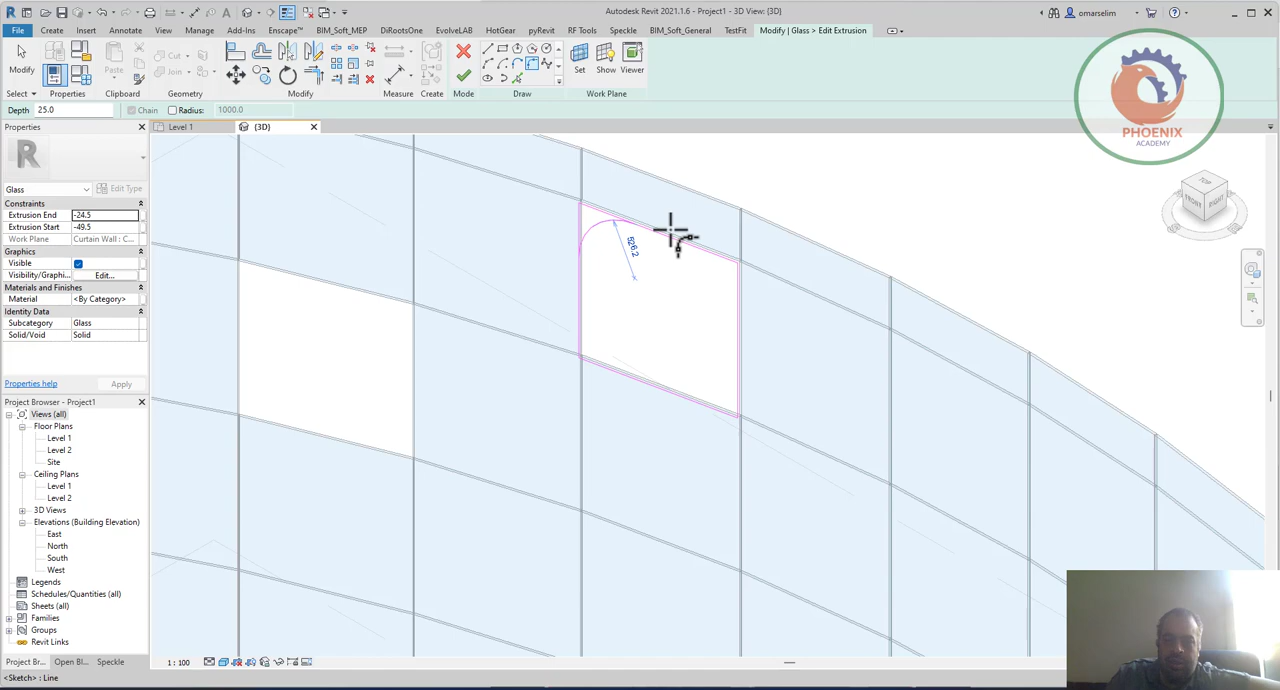 Autodesk Revit 2021.1.6 - Project1 - 3D View: {3D}
omarselim
File Create Insert Annotate View Manage Add-Ins Enscape™ BIM_Soft_MEP DiRootsOne EvolveLAB HotGear pyRevit RF Tools Speckle BIM_Soft_General TestFit Modify | Glass > Edit Extrusion
Modify Paste Cut Join Set Show Viewer
Select Properties Clipboard Geometry Modify Measure Create Mode Draw Work Plane
Depth 25.0 Chain Radius: 1000.0
PHOENIX
ACADEMY
Properties
Level 1 {3D}
Glass Edit Type
Constraints
Extrusion End -24.5
Extrusion Start -49.5
Work Plane Curtain Wall : C...
Graphics
Visible
Visibility/Graphi... Edit...
Materials and Finishes
Material <By Category>
Identity Data
Subcategory Glass
Solid/Void Solid
Properties help Apply
Project Browser - Project1
Views (all)
Floor Plans
Level 1
Level 2
Site
Ceiling Plans
Level 1
Level 2
3D Views
Elevations (Building Elevation)
East
North
South
West
Legends
Schedules/Quantities (all)
Sheets (all)
Families
Groups
Revit Links
Project Br... Open Bl... Speckle
1 : 100
<Sketch> : Line
526.2
TOP
FRONT RIGHT